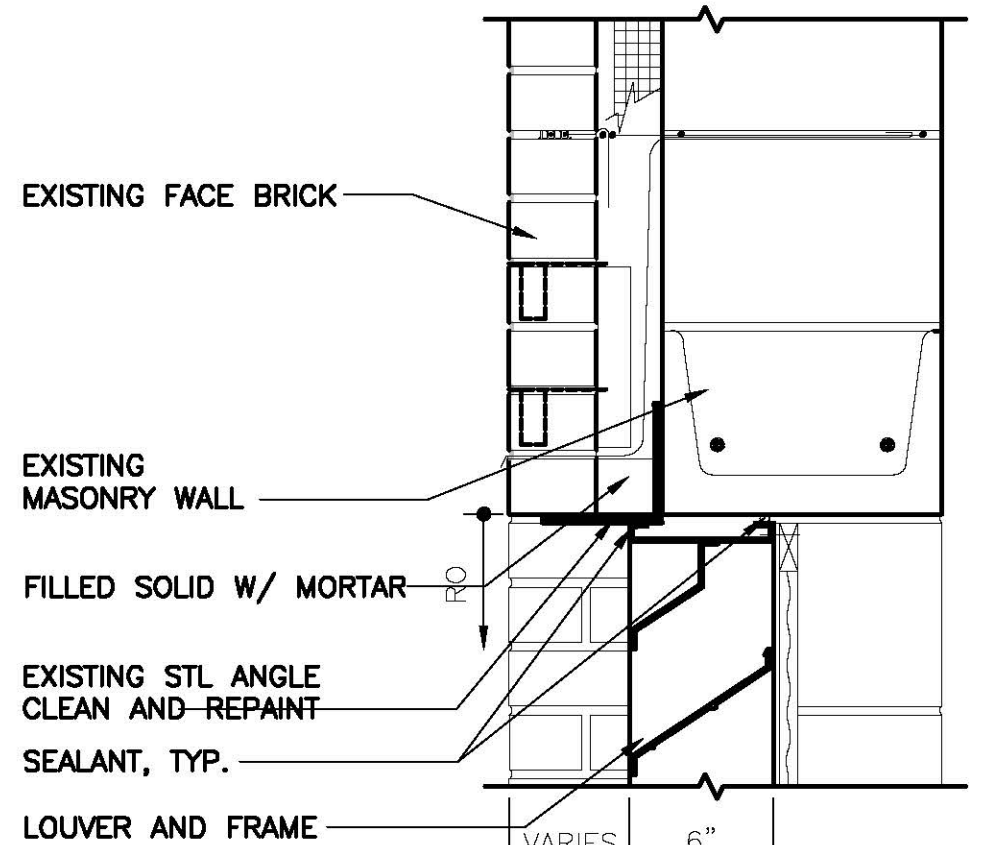 EXISTING FACE BRICK
EXISTING
MASONRY WALL
FILLED SOLID W/ MORTAR
RO
EXISTING STL ANGLE
CLEAN AND REPAINT
SEALANT, TYP.
LOUVER AND FRAME
VARIES
6"